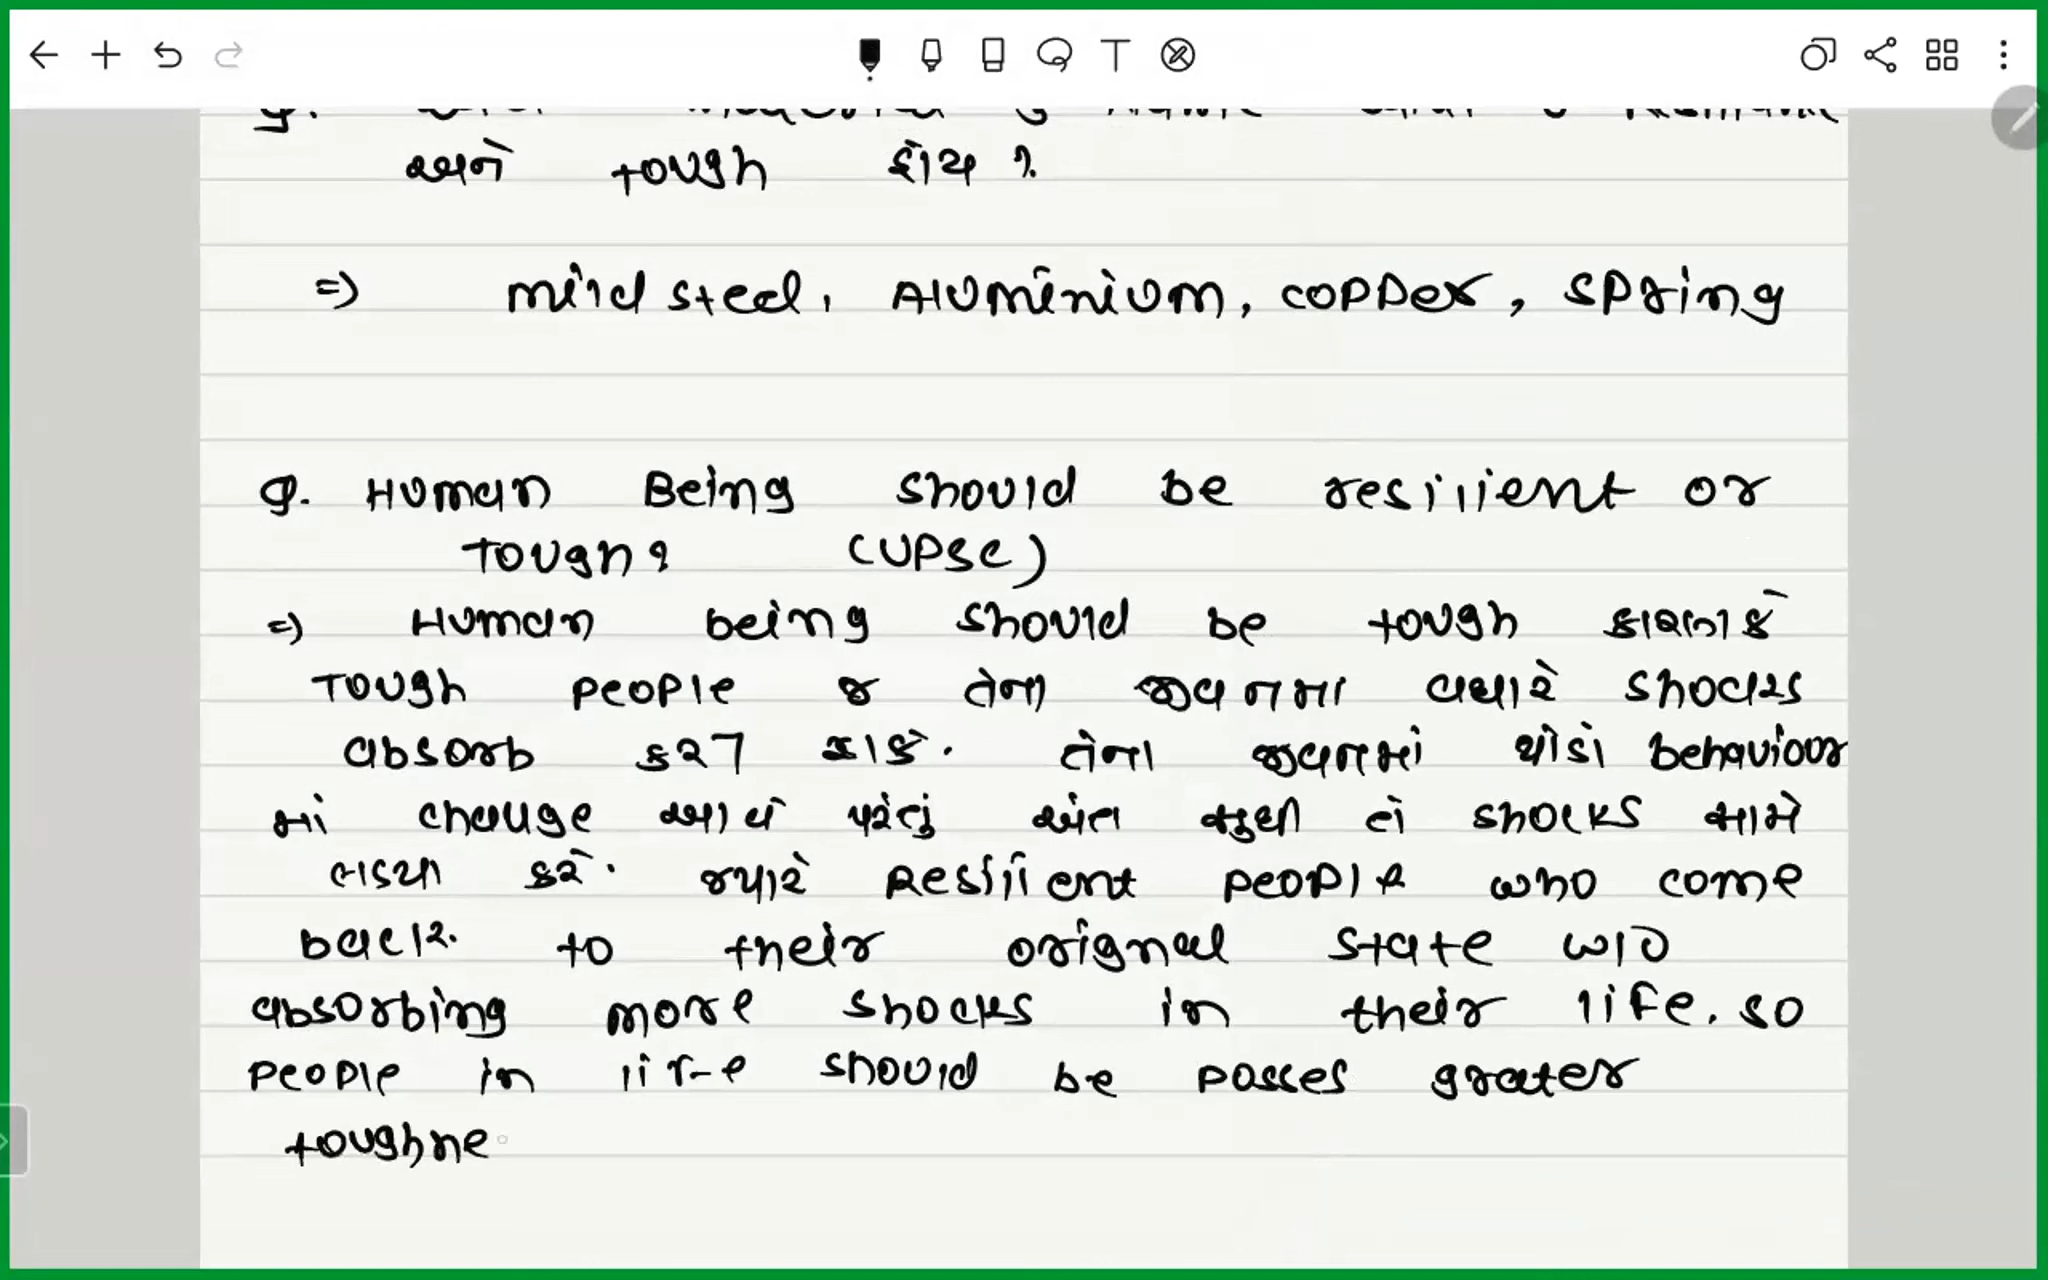 અને tough હોય ?
=) mild steel, Aluminium, copper, spring
Q. Human Being should be resilient or
Tough? (UPSC)
=) Human being should be tough કારણકે
Tough people જ તેના જીવનમા વધારે shocks
absorb કરી શકે. તેના જીવનમાં થોડો behaviour
માં change આવે પરંતુ અંત સુધી તો shocks સામે
લડયા કરે. જ્યારે Resilient people who come
back to their orignal state w/o
absorbing more shocks in their life. so
people in life should be posses grater
toughne